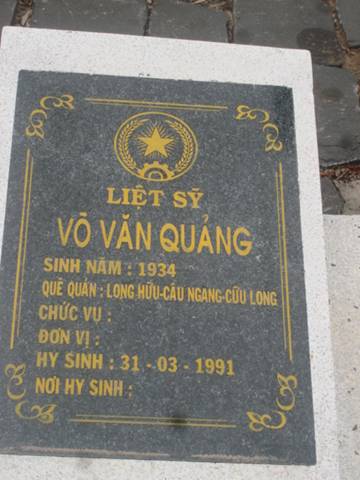 LIỆT SỸ
VÕ VĂN QUẢNG
SINH NĂM : 1934
QUÊ QUÁN : LONG HỮU-CẦU NGANG-CỬU LONG
CHỨC VỤ :
ĐƠN VỊ :
HY SINH : 31 - 03 - 1991
NƠI HY SINH :